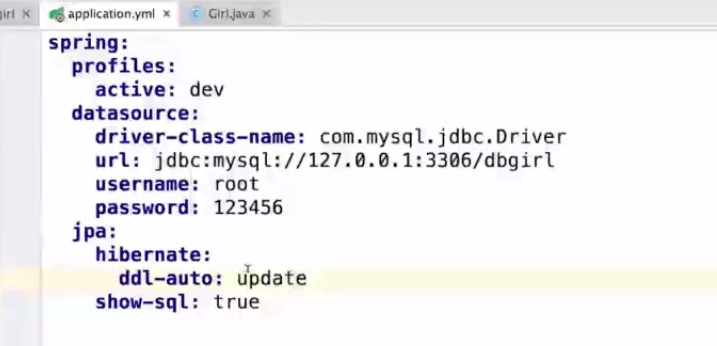 irl application.yml Girl.java
spring:
profiles:
active: dev
datasource:
driver-class-name: com.mysql.jdbc.Driver
url: jdbc:mysql://127.0.0.1:3306/dbgirl
username: root
password: 123456
jpa:
hibernate:
ddl-auto: update
show-sql: true